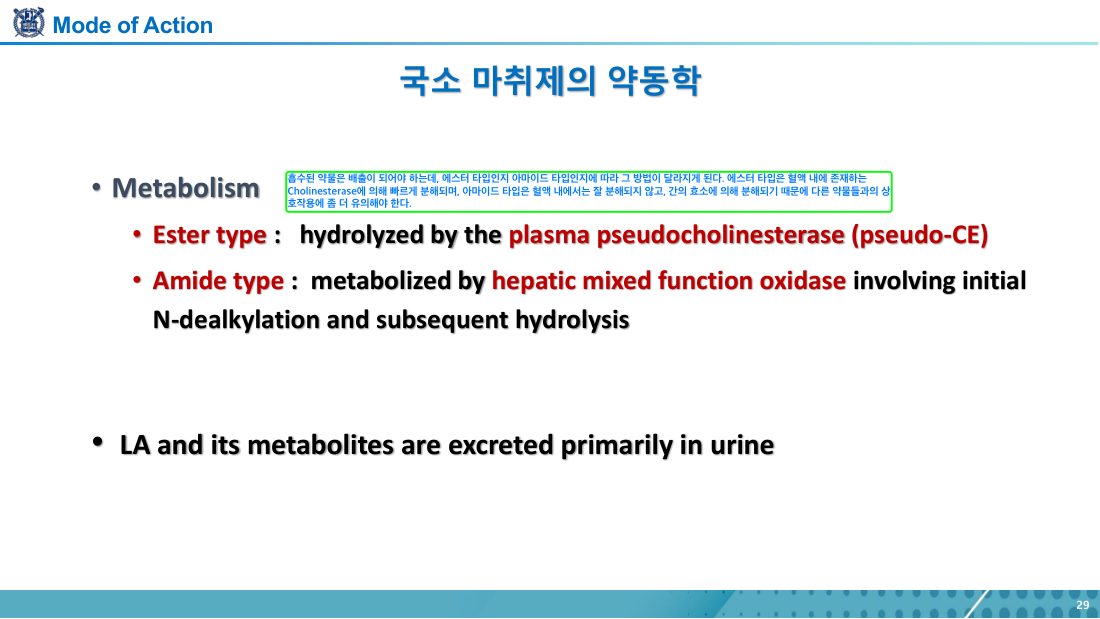 Mode of Action
국소 마취제의 약동학
• Metabolism
흡수된 약물은 배출이 되어야 하는데, 에스터 타입인지 아마이드 타입인지에 따라 그 방법이 달라지게 된다. 에스터 타입은 혈액 내에 존재하는
Cholinesterase에 의해 빠르게 분해되며, 아마이드 타입은 혈액 내에서는 잘 분해되지 않고, 간의 효소에 의해 분해되기 때문에 다른 약물들과의 상
호작용에 좀 더 유의해야 한다.
• Ester type : hydrolyzed by the plasma pseudocholinesterase (pseudo-CE)
• Amide type : metabolized by hepatic mixed function oxidase involving initial
N-dealkylation and subsequent hydrolysis
• LA and its metabolites are excreted primarily in urine
29